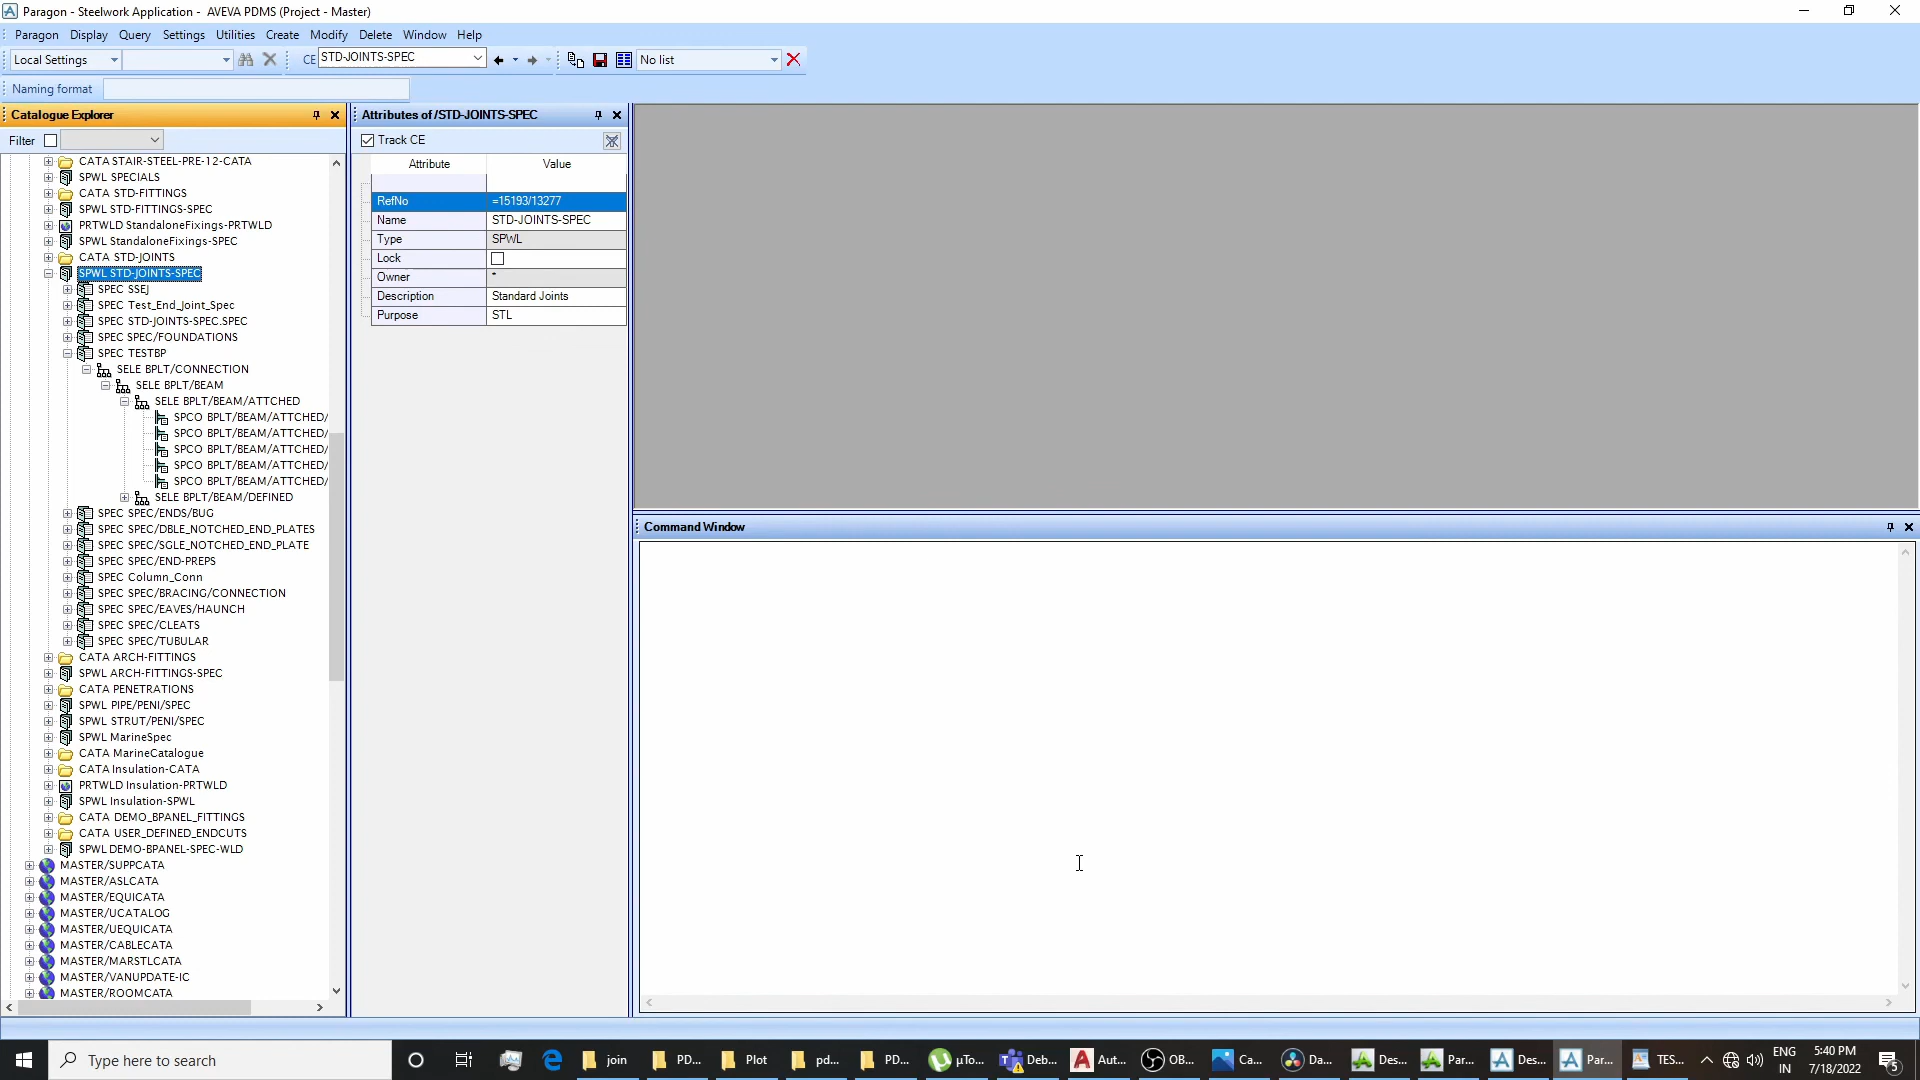 Paragon - Steelwork Application - AVEVA PDMS (Project - Master)
Paragon Display Query Settings Utilities Create Modify Delete Window Help
Local Settings CE STD-JOINTS-SPEC No list
Naming format
Catalogue Explorer
Filter
CATA STAIR-STEEL-PRE-12-CATA
SPWL SPECIALS
CATA STD-FITTINGS
SPWL STD-FITTINGS-SPEC
PRTWLD StandaloneFixings-PRTWLD
SPWL StandaloneFixings-SPEC
CATA STD-JOINTS
SPWL STD-JOINTS-SPEC
SPEC SSEJ
SPEC Test_End_Joint_Spec
SPEC STD-JOINTS-SPEC.SPEC
SPEC SPEC/FOUNDATIONS
SPEC TESTBP
SELE BPLT/CONNECTION
SELE BPLT/BEAM
SELE BPLT/BEAM/ATTCHED
SPCO BPLT/BEAM/ATTCHED/
SPCO BPLT/BEAM/ATTCHED/
SPCO BPLT/BEAM/ATTCHED/
SPCO BPLT/BEAM/ATTCHED/
SPCO BPLT/BEAM/ATTCHED/
SELE BPLT/BEAM/DEFINED
SPEC SPEC/ENDS/BUG
SPEC SPEC/DBLE_NOTCHED_END_PLATES
SPEC SPEC/SGLE_NOTCHED_END_PLATE
SPEC SPEC/END-PREPS
SPEC Column_Conn
SPEC SPEC/BRACING/CONNECTION
SPEC SPEC/EAVES/HAUNCH
SPEC SPEC/CLEATS
SPEC SPEC/TUBULAR
CATA ARCH-FITTINGS
SPWL ARCH-FITTINGS-SPEC
CATA PENETRATIONS
SPWL PIPE/PENI/SPEC
SPWL STRUT/PENI/SPEC
SPWL MarineSpec
CATA MarineCatalogue
CATA Insulation-CATA
PRTWLD Insulation-PRTWLD
SPWL Insulation-SPWL
CATA DEMO_BPANEL_FITTINGS
CATA USER_DEFINED_ENDCUTS
SPWL DEMO-BPANEL-SPEC-WLD
MASTER/SUPPCATA
MASTER/ASLCATA
MASTER/EQUICATA
MASTER/UCATALOG
MASTER/UEQUICATA
MASTER/CABLECATA
MASTER/MARSTLCATA
MASTER/VANUPDATE-IC
MASTER/ROOMCATA
Attributes of /STD-JOINTS-SPEC
Track CE
Attribute Value
RefNo =15193/13277
Name STD-JOINTS-SPEC
Type SPWL
Lock
Owner *
Description Standard Joints
Purpose STL
Command Window
Type here to search join PD... Plot pd... PD... µTo... Deb... Aut... OB... Ca... Da... Des... Par... Des... Par... TES... ENG IN 5:40 PM 7/18/2022 5